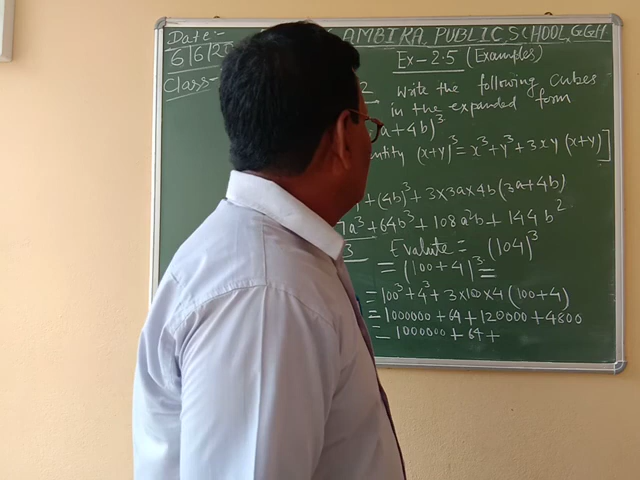 Date:- AMBIKA PUBLIC SCHOOL, GGH
6/6/20 Ex-2.5 (Examples)
Class- 2 Write the following Cubes
in the expanded form
a+4b)³
entity (x+y)³ = x³+y³+3xy (x+y)]
+(4b)³+3×3a×4b(3a+4b)
7a³+64b³+108a²b+144b²
3 Evalute = (104)³
= (100+4)³ =
= 100³+4³+3×100×4(100+4)
= 1000000+64+120000+4800
= 1000000+64+